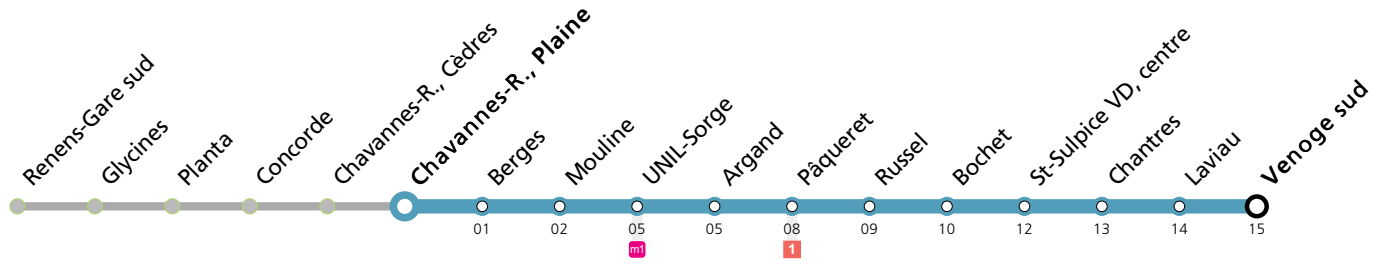 Renens-Gare sud
Glycines
Planta
Concorde
Chavannes-R., Cèdres
Chavannes-R., Plaine
Berges
Mouline
UNIL-Sorge
Argand
Pâqueret
Russel
Bochet
St-Sulpice VD, centre
Chantres
Laviau
Venoge sud
01 02 05 05 08 09 10 12 13 14 15
m1 1